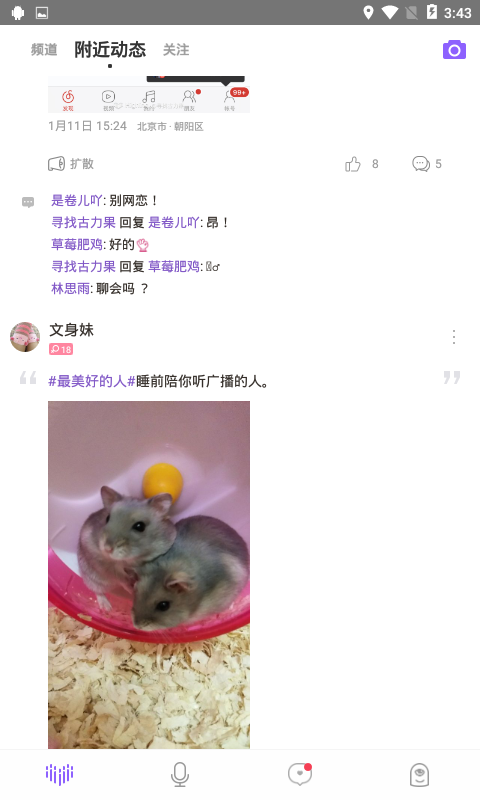 3:43
频道 附近动态 关注
99+
发现 视频 我的 朋友 帐号
1月11日 15:24 北京市 · 朝阳区
扩散 8 5
是卷儿吖: 别网恋！
寻找古力果 回复 是卷儿吖: 昂！
草莓肥鸡: 好的
寻找古力果 回复 草莓肥鸡: ♂
林思雨: 聊会吗 ？
文身妹
18
#最美好的人#睡前陪你听广播的人。